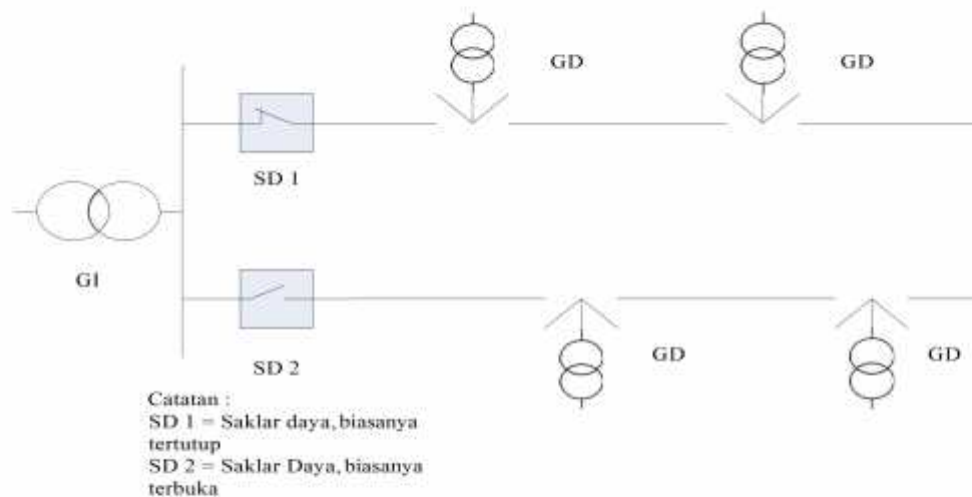 GD
GD
SD 1
GI
SD 2
GD
GD
Catatan :
SD 1 = Saklar daya, biasanya
tertutup
SD 2 = Saklar Daya, biasanya
terbuka